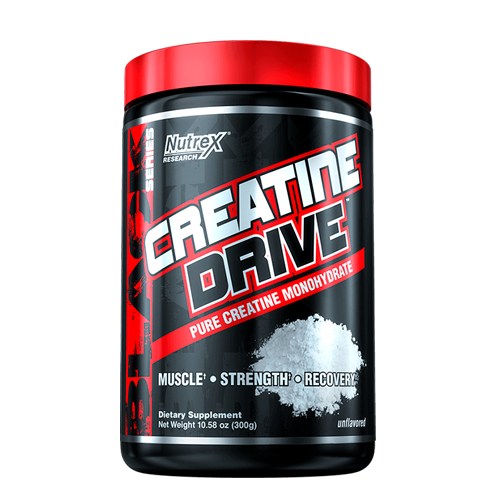 BLACK
SERIES
Nutrex
RESEARCH
CREATINE
DRIVE™
PURE CREATINE MONOHYDRATE
MUSCLE† • STRENGTH† • RECOVERY†
Dietary Supplement
Net Weight 10.58 oz (300g)
unflavored